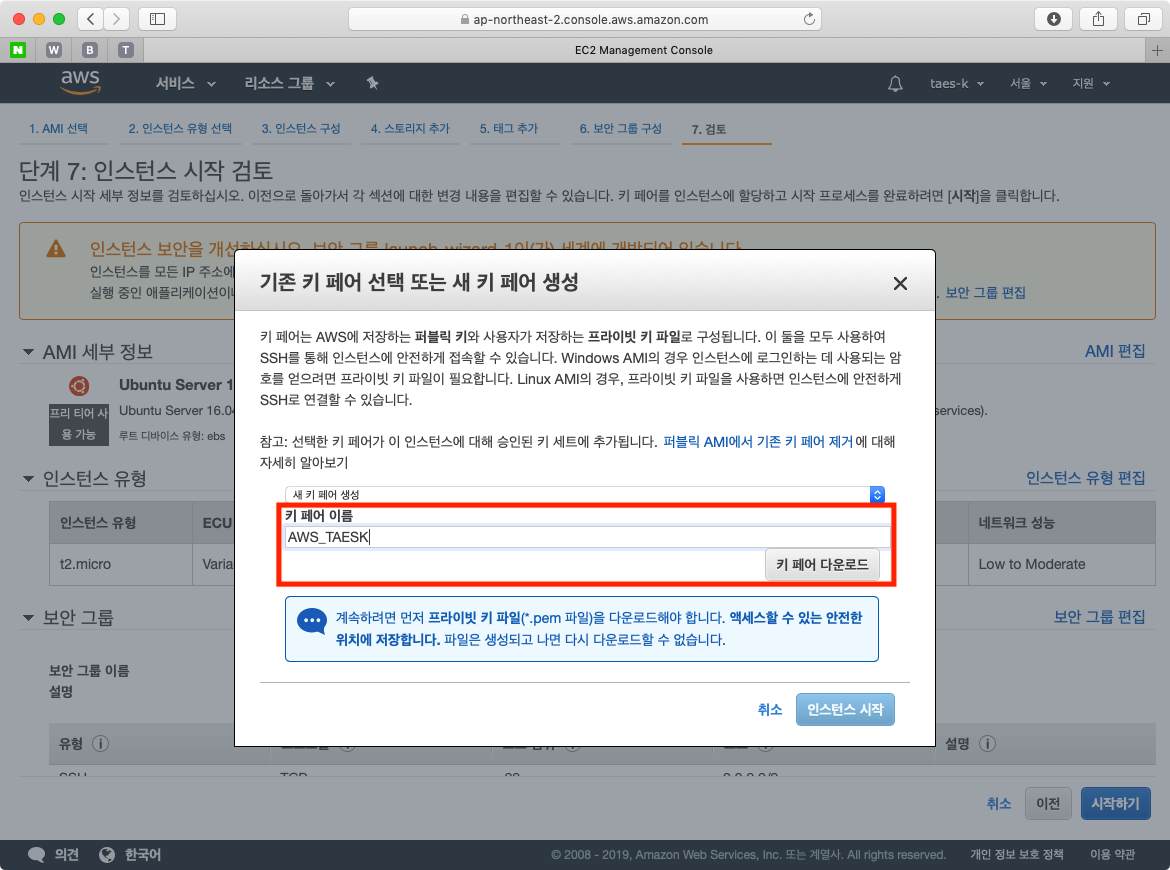 ap-northeast-2.console.aws.amazon.com
N W B T EC2 Management Console
aws 서비스 리소스 그룹 taes-k 서울 지원
1. AMI 선택 2. 인스턴스 유형 선택 3. 인스턴스 구성 4. 스토리지 추가 5. 태그 추가 6. 보안 그룹 구성 7. 검토
단계 7: 인스턴스 시작 검토
인스턴스 시작 세부 정보를 검토하십시오. 이전으로 돌아가서 각 섹션에 대한 변경 내용을 편집할 수 있습니다. 키 페어를 인스턴스에 할당하고 시작 프로세스를 완료하려면 [시작]을 클릭합니다.
인스턴스 보안을 개선하십시오. 보안 그룹 launch-wizard-1이(가) 세계에 개방되어 있습니다.
인스턴스를 모든 IP 주소에
실행 중인 애플리케이션이나 . 보안 그룹 편집
기존 키 페어 선택 또는 새 키 페어 생성
키 페어는 AWS에 저장하는 퍼블릭 키와 사용자가 저장하는 프라이빗 키 파일로 구성됩니다. 이 둘을 모두 사용하여
SSH를 통해 인스턴스에 안전하게 접속할 수 있습니다. Windows AMI의 경우 인스턴스에 로그인하는 데 사용되는 암
호를 얻으려면 프라이빗 키 파일이 필요합니다. Linux AMI의 경우, 프라이빗 키 파일을 사용하면 인스턴스에 안전하게
SSH로 연결할 수 있습니다.
참고: 선택한 키 페어가 이 인스턴스에 대해 승인된 키 세트에 추가됩니다. 퍼블릭 AMI에서 기존 키 페어 제거에 대해
자세히 알아보기
새 키 페어 생성
키 페어 이름
AWS_TAESK
키 페어 다운로드
계속하려면 먼저 프라이빗 키 파일(*.pem 파일)을 다운로드해야 합니다. 액세스할 수 있는 안전한
위치에 저장합니다. 파일은 생성되고 나면 다시 다운로드할 수 없습니다.
취소 인스턴스 시작
AMI 세부 정보 AMI 편집
Ubuntu Server 1
프리 티어 사
용 가능
Ubuntu Server 16.04 services).
루트 디바이스 유형: ebs
인스턴스 유형 인스턴스 유형 편집
인스턴스 유형 ECU 네트워크 성능
t2.micro Varia Low to Moderate
보안 그룹 보안 그룹 편집
보안 그룹 이름
설명
유형 설명
SSH TCP 22 0.0.0.0/0
취소 이전 시작하기
의견 한국어 © 2008 - 2019, Amazon Web Services, Inc. 또는 계열사. All rights reserved. 개인 정보 보호 정책 이용 약관